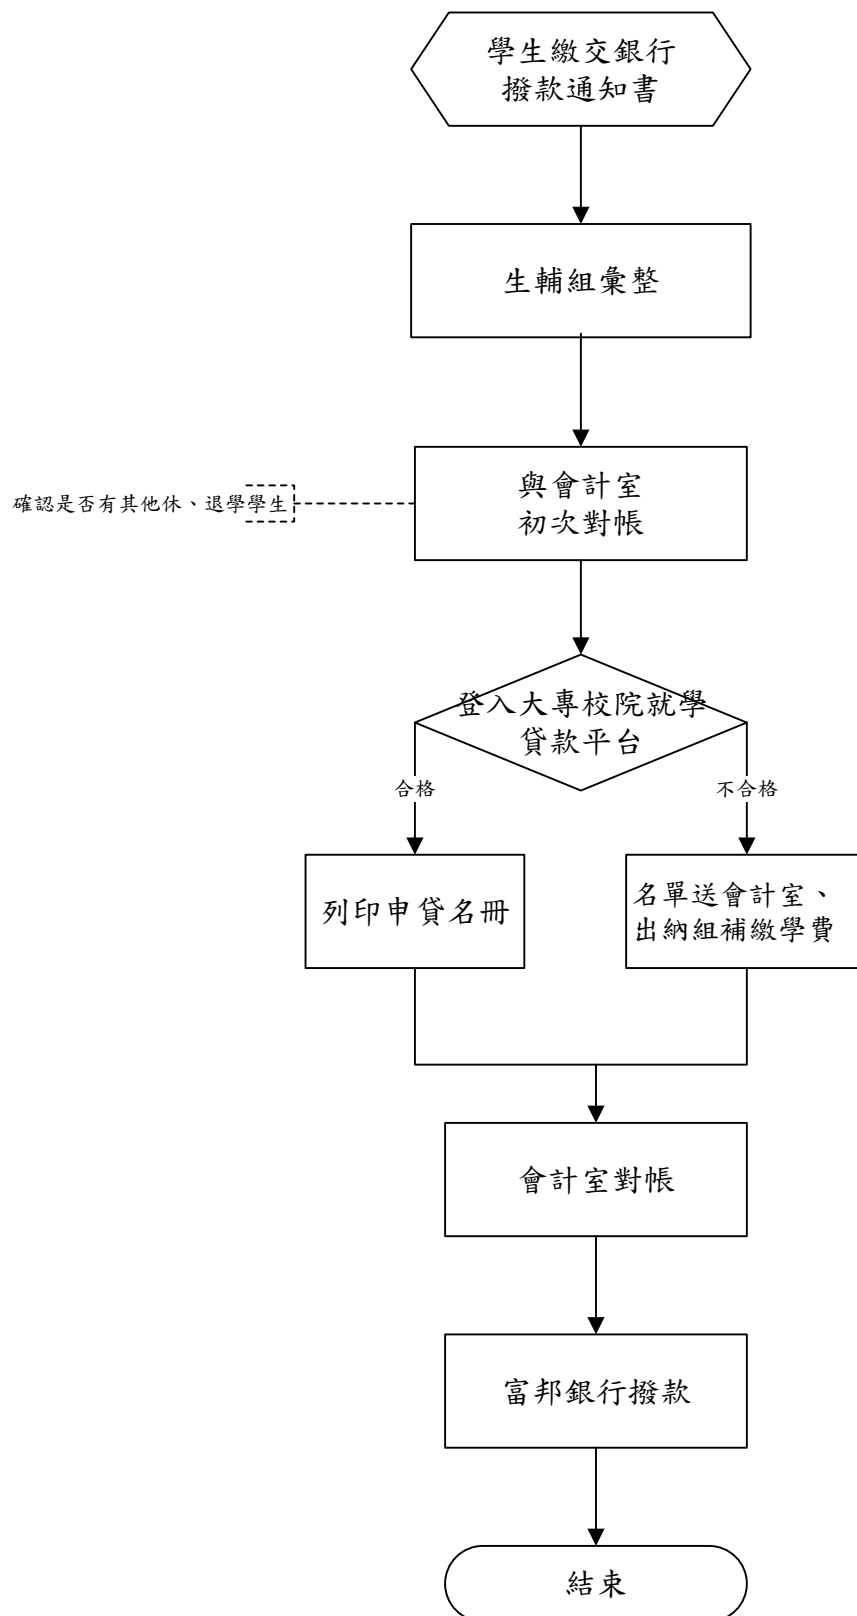 學生繳交銀行
撥款通知書
生輔組彙整
與會計室
初次對帳
確認是否有其他休、退學學生
登入大專校院就學
貸款平台
合格
不合格
列印申貸名冊
名單送會計室、
出納組補繳學費
會計室對帳
富邦銀行撥款
結束